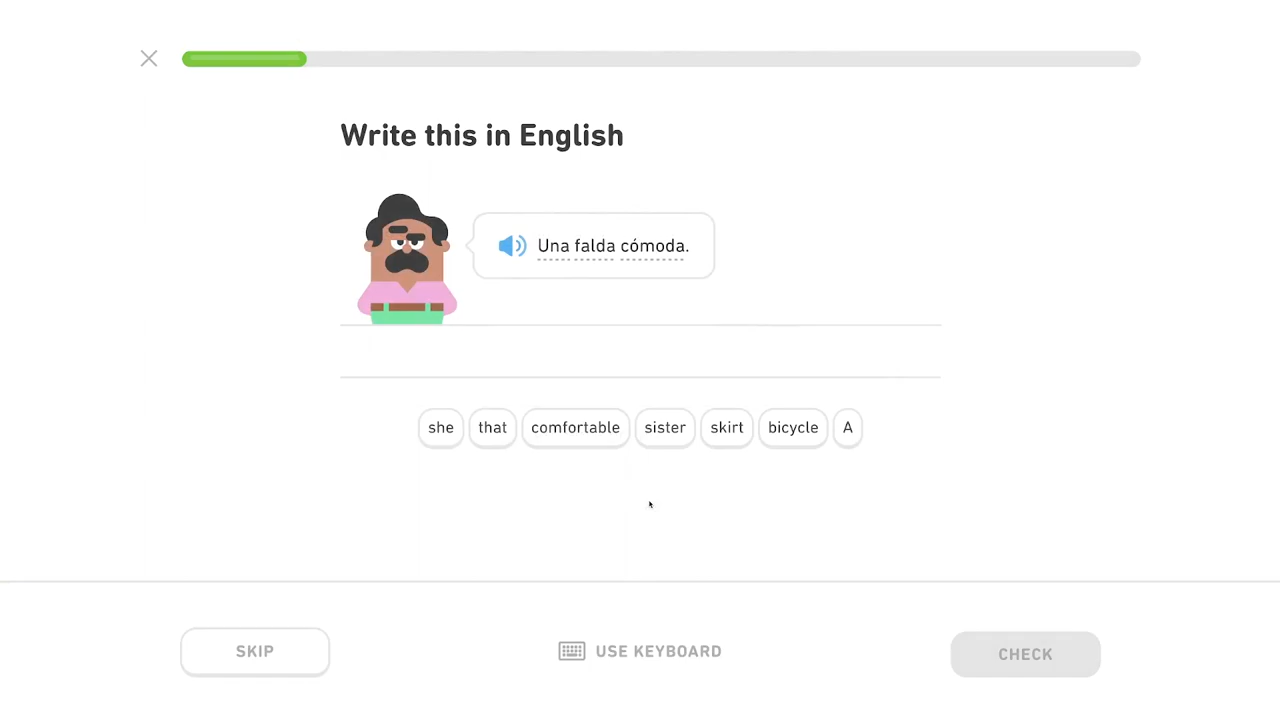 Write this in English
Una falda cómoda.
she that comfortable sister skirt bicycle A
SKIP USE KEYBOARD CHECK